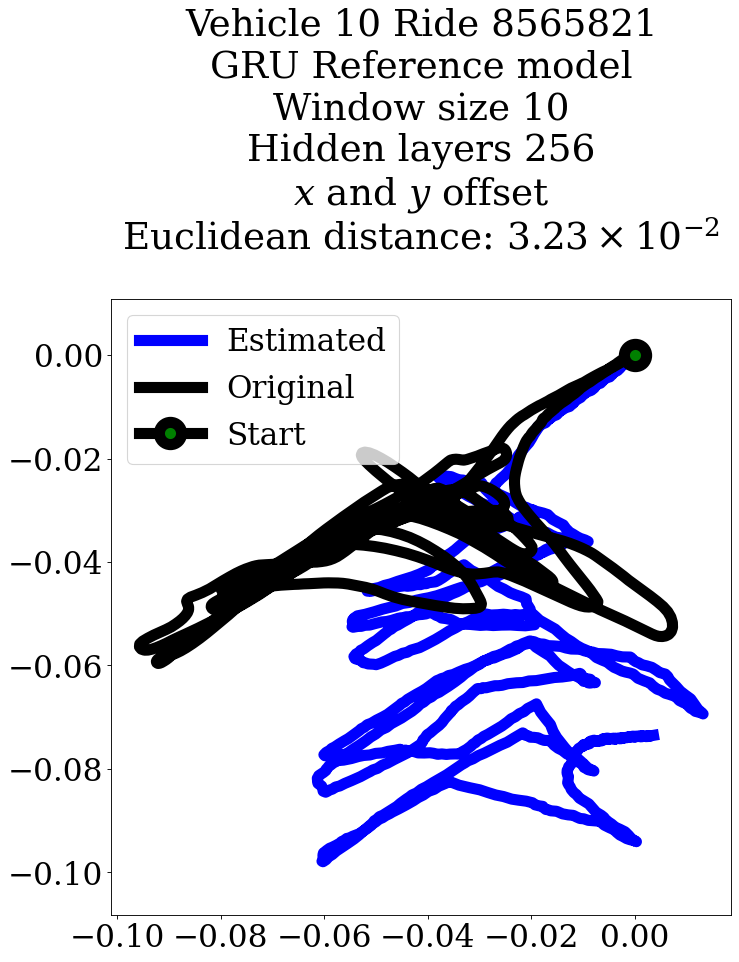 Vehicle 10 Ride 8565821
GRU Reference model
Window size 10
Hidden layers 256
x and y offset
Euclidean distance: 3.23 × 10⁻²
Estimated
Original
Start
0.00
−0.02
−0.04
−0.06
−0.08
−0.10
−0.10 −0.08 −0.06 −0.04 −0.02 0.00